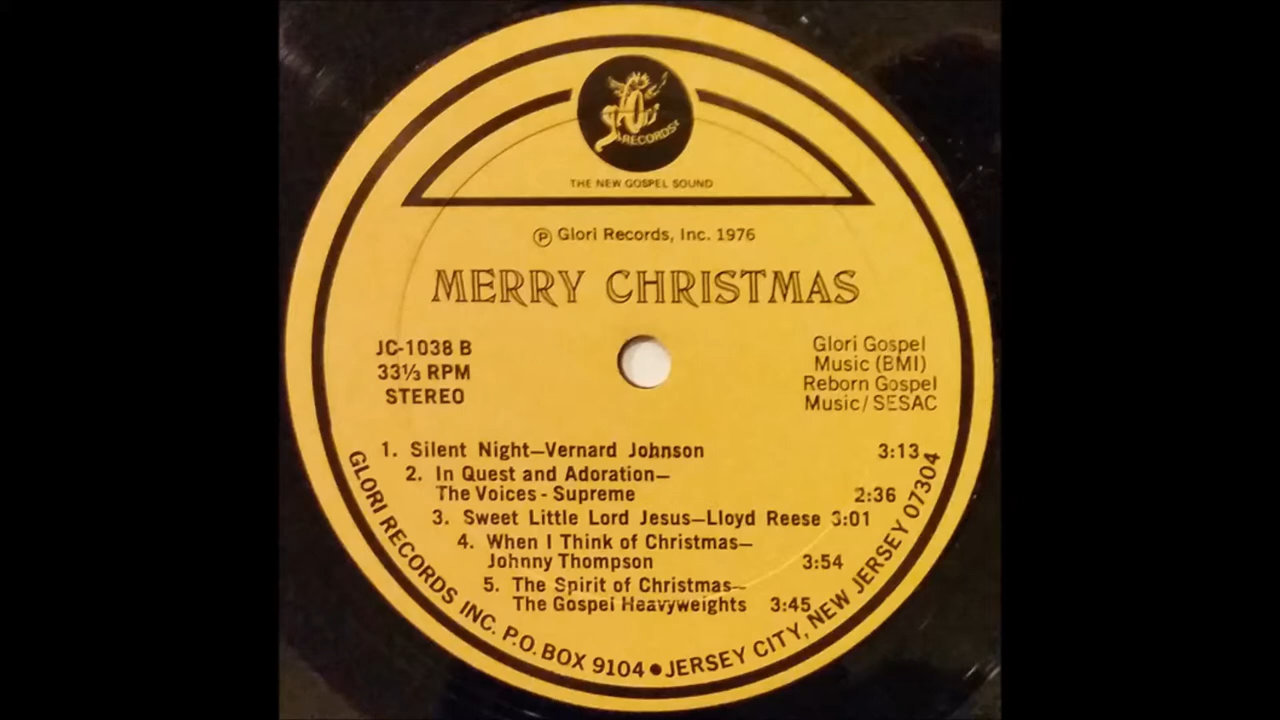 glori
RECORDS
THE NEW GOSPEL SOUND
Ⓟ Glori Records, Inc. 1976
MERRY CHRISTMAS
JC-1038 B
33⅓ RPM
STEREO
Glori Gospel
Music (BMI)
Reborn Gospel
Music/SESAC
1. Silent Night—Vernard Johnson 3:13
2. In Quest and Adoration—
The Voices - Supreme 2:36
3. Sweet Little Lord Jesus—Lloyd Reese 3:01
4. When I Think of Christmas—
Johnny Thompson 3:54
5. The Spirit of Christmas—
The Gospel Heavyweights 3:45
GLORI RECORDS INC. P.O. BOX 9104 • JERSEY CITY, NEW JERSEY 07304